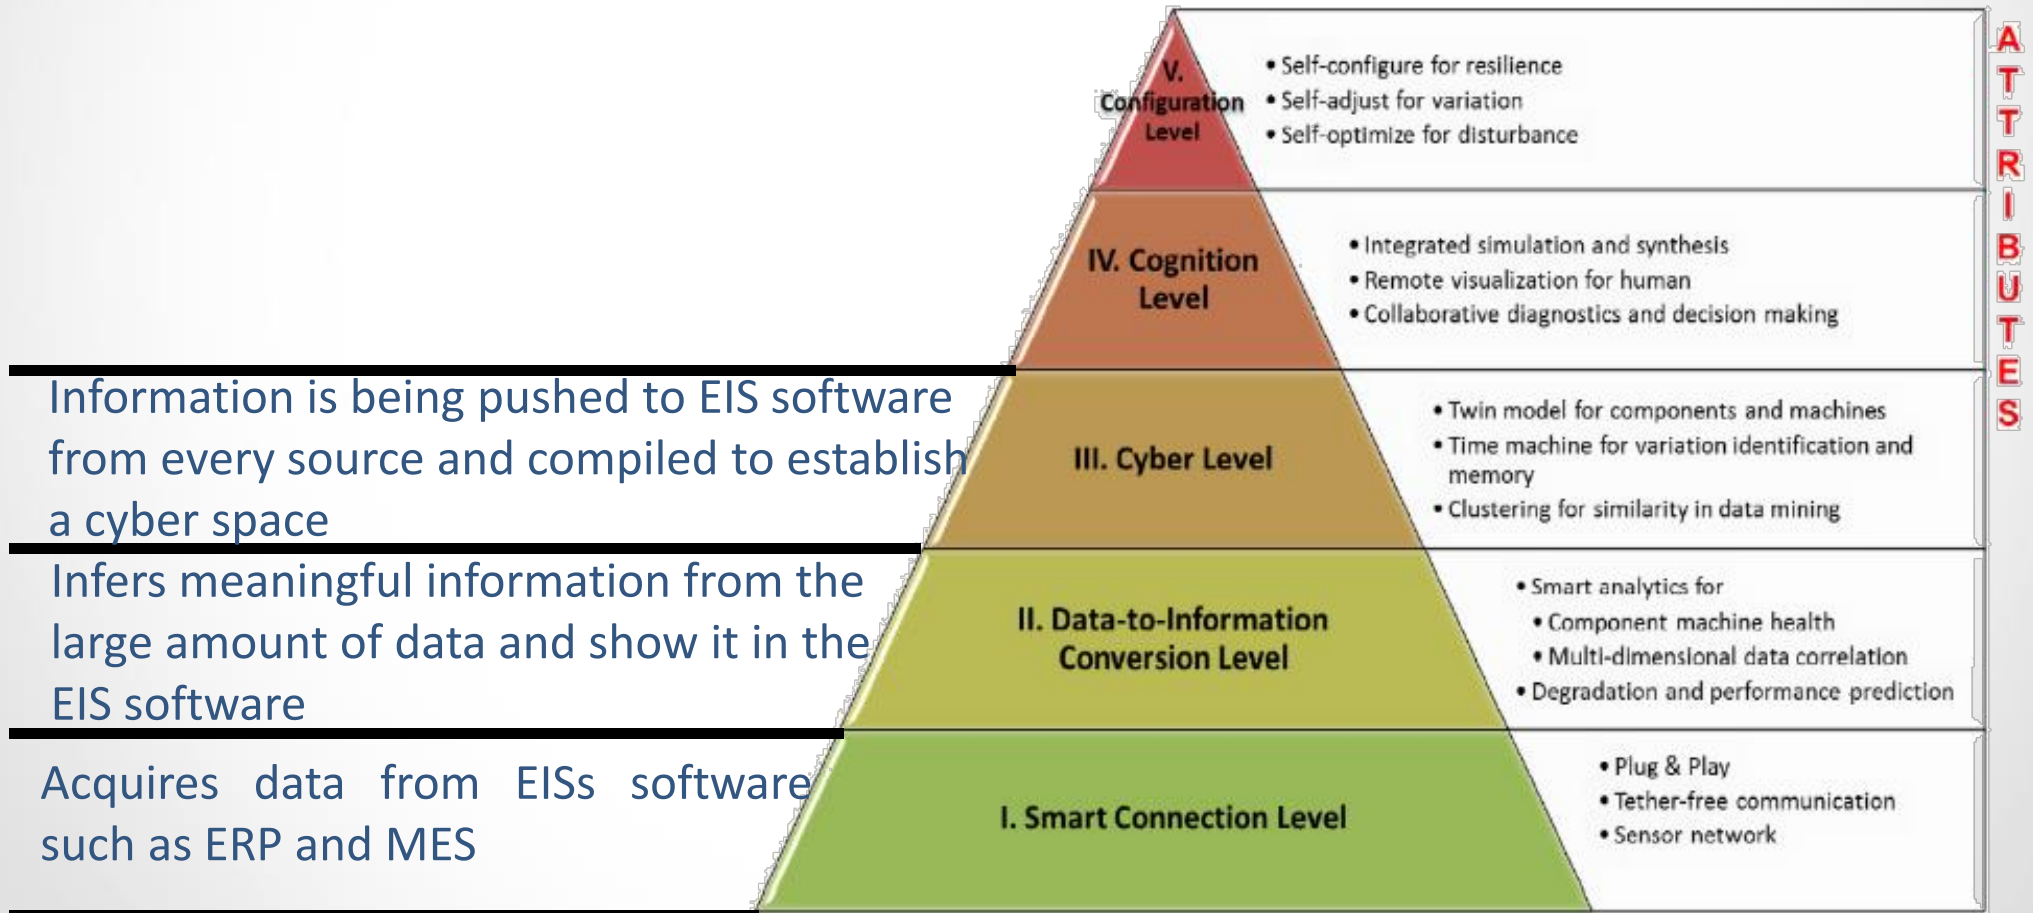 V.
Configuration
Level
• Self-configure for resilience
• Self-adjust for variation
• Self-optimize for disturbance
IV. Cognition
Level
• Integrated simulation and synthesis
• Remote visualization for human
• Collaborative diagnostics and decision making
Information is being pushed to EIS software
from every source and compiled to establish
a cyber space
III. Cyber Level
• Twin model for components and machines
• Time machine for variation identification and
memory
• Clustering for similarity in data mining
Infers meaningful information from the
large amount of data and show it in the
EIS software
II. Data-to-Information
Conversion Level
• Smart analytics for
• Component machine health
• Multi-dimensional data correlation
• Degradation and performance prediction
Acquires data from EISs software
such as ERP and MES
I. Smart Connection Level
• Plug & Play
• Tether-free communication
• Sensor network
ATTRIBUTES